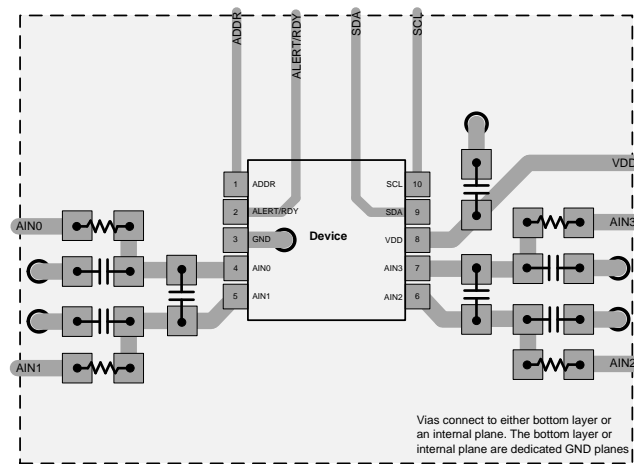 ADDR
ALERT/RDY
SDA
SCL
VDD
1 ADDR SCL 10
2 ALERT/RDY SDA 9
3 GND Device VDD 8
4 AIN0 AIN3 7
5 AIN1 AIN2 6
AIN0
AIN3
AIN1
AIN2
Vias connect to either bottom layer or
an internal plane. The bottom layer or
internal plane are dedicated GND planes